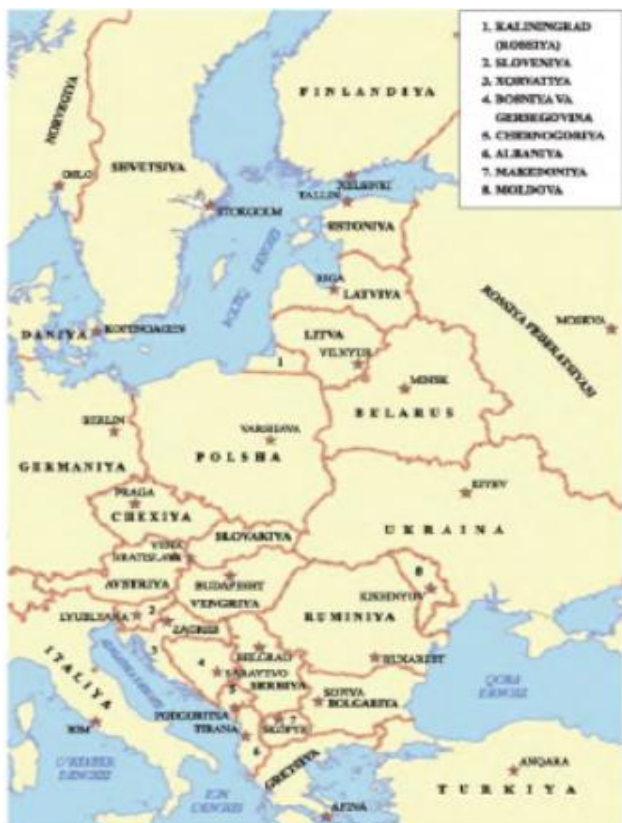 1. KALININGRAD
(ROSSIYA)
2. SLOVENIYA
3. XORVATIYA
4. BOSNIYA VA
GERSEGOVINA
5. CHERNOGORIYA
6. ALBANIYA
7. MAKEDONIYA
8. MOLDOVA
NORVEGIYA
FINLANDIYA
SHVETSIYA
OSLO
XELSINKI
TALLIN
STOKGOLM
ESTONIYA
BOLTIQ DENGIZI
RIGA
LATVIYA
ROSSIYA FEDERATSIYASI
MOSKVA
DANIYA
KOPENGAGEN
LITVA
VILNYUS
1
MINSK
BELARUS
BERLIN
VARSHAVA
GERMANIYA
POLSHA
PRAGA
KIYEV
CHEXIYA
UKRAINA
SLOVAKIYA
VENA
BRATISLAVA
AVSTRIYA
BUDAPESHT
VENGRIYA
8
KISHINYOV
LYUBLYANA
2
ZAGREB
RUMINIYA
3
BELGRAD
BUXAREST
ITALIYA
4
SARAYEVO
SERBIYA
QORA
DENGIZ
5
SOFIYA
BOLGARIYA
RIM
PODGORITSA
7
TIRANA
SKOPYE
6
GRETSIYA
ANQARA
TURKIYA
AFINA